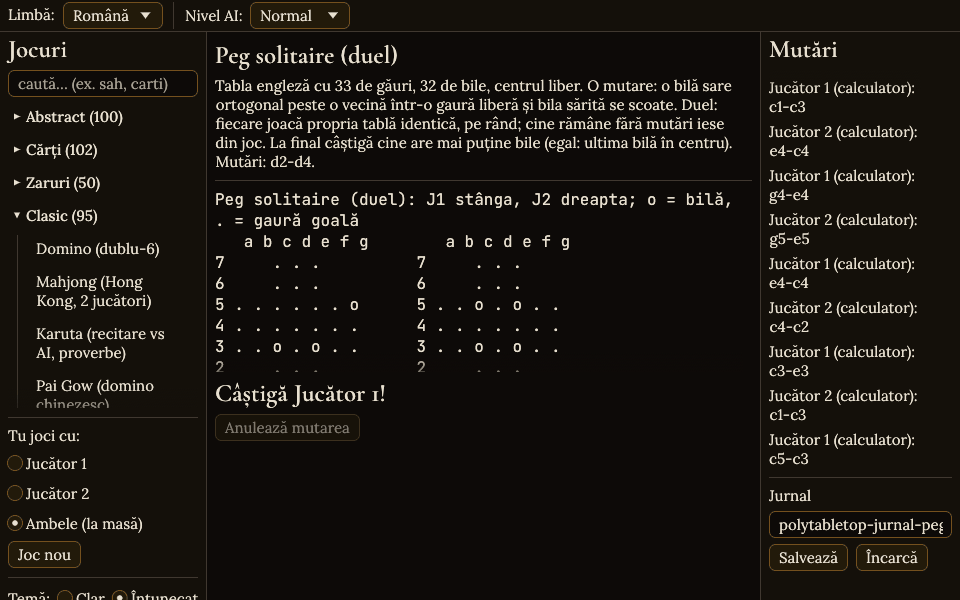 Limbă: Română Nivel AI: Normal
Jocuri
caută... (ex. sah, carti)
Abstract (100)
Cărți (102)
Zaruri (50)
Clasic (95)
Domino (dublu-6)
Mahjong (Hong
Kong, 2 jucători)
Karuta (recitare vs
AI, proverbe)
Pai Gow (domino
chinezesc)
Tu joci cu:
Jucător 1
Jucător 2
Ambele (la masă)
Joc nou
Temă: Clar Întunecat
Peg solitaire (duel)
Tabla engleză cu 33 de găuri, 32 de bile, centrul liber. O mutare: o bilă sare
ortogonal peste o vecină într-o gaură liberă și bila sărită se scoate. Duel:
fiecare joacă propria tablă identică, pe rând; cine rămâne fără mutări iese
din joc. La final câștigă cine are mai puține bile (egal: ultima bilă în centru).
Mutări: d2-d4.
Peg solitaire (duel): J1 stânga, J2 dreapta; o = bilă,
. = gaură goală
a b c d e f g a b c d e f g
7 . . . 7 . . .
6 . . . 6 . . .
5 . . . . . . o 5 . . o . o . .
4 . . . . . . . 4 . . . . . . .
3 . . o . o . . 3 . . o . o . .
2 . . . 2 . . .
Câștigă Jucător 1!
Anulează mutarea
Mutări
Jucător 1 (calculator):
c1-c3
Jucător 2 (calculator):
e4-c4
Jucător 1 (calculator):
g4-e4
Jucător 2 (calculator):
g5-e5
Jucător 1 (calculator):
e4-c4
Jucător 2 (calculator):
c4-c2
Jucător 1 (calculator):
c3-e3
Jucător 2 (calculator):
c1-c3
Jucător 1 (calculator):
c5-c3
Jurnal
polytabletop-jurnal-peg
Salvează Încarcă